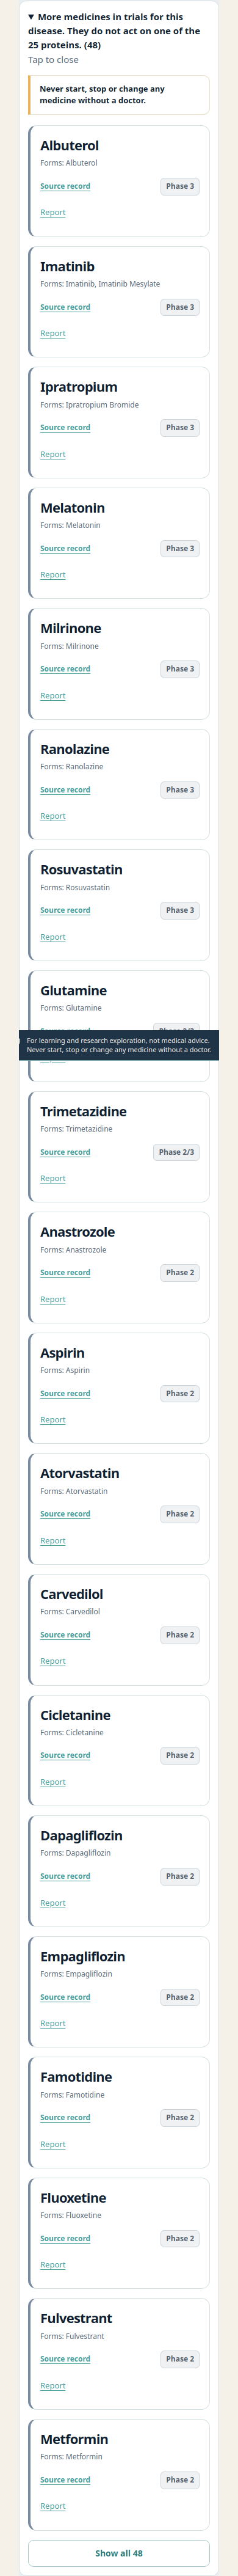 ▼ More medicines in trials for this
disease. They do not act on one of the
25 proteins. (48)
Tap to close
Never start, stop or change any
medicine without a doctor.
Albuterol
Forms: Albuterol
Source record
Phase 3
Report
Imatinib
Forms: Imatinib, Imatinib Mesylate
Source record
Phase 3
Report
Ipratropium
Forms: Ipratropium Bromide
Source record
Phase 3
Report
Melatonin
Forms: Melatonin
Source record
Phase 3
Report
Milrinone
Forms: Milrinone
Source record
Phase 3
Report
Ranolazine
Forms: Ranolazine
Source record
Phase 3
Report
Rosuvastatin
Forms: Rosuvastatin
Source record
Phase 3
Report
Glutamine
Forms: Glutamine
For learning and research exploration, not medical advice.
Never start, stop or change any medicine without a doctor.
Trimetazidine
Forms: Trimetazidine
Source record
Phase 2/3
Report
Anastrozole
Forms: Anastrozole
Source record
Phase 2
Report
Aspirin
Forms: Aspirin
Source record
Phase 2
Report
Atorvastatin
Forms: Atorvastatin
Source record
Phase 2
Report
Carvedilol
Forms: Carvedilol
Source record
Phase 2
Report
Cicletanine
Forms: Cicletanine
Source record
Phase 2
Report
Dapagliflozin
Forms: Dapagliflozin
Source record
Phase 2
Report
Empagliflozin
Forms: Empagliflozin
Source record
Phase 2
Report
Famotidine
Forms: Famotidine
Source record
Phase 2
Report
Fluoxetine
Forms: Fluoxetine
Source record
Phase 2
Report
Fulvestrant
Forms: Fulvestrant
Source record
Phase 2
Report
Metformin
Forms: Metformin
Source record
Phase 2
Report
Show all 48